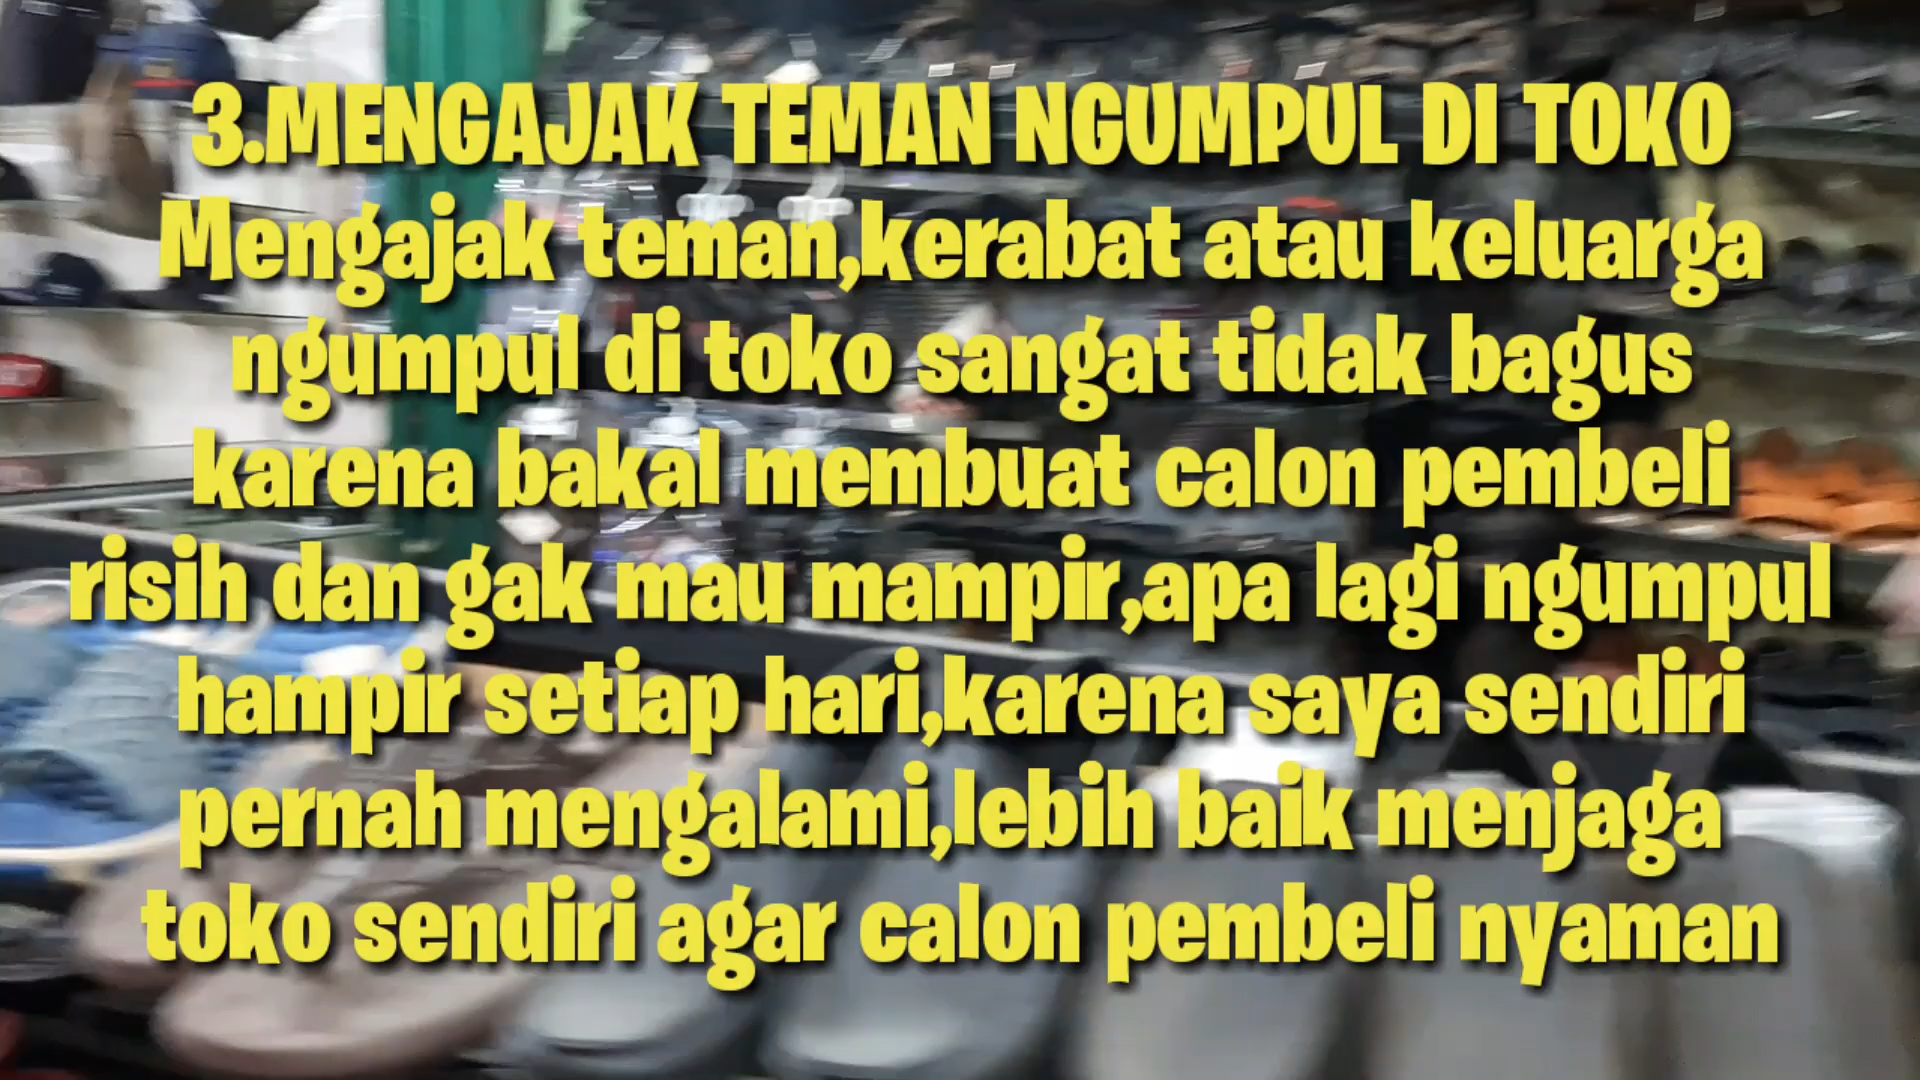 3.MENGAJAK TEMAN NGUMPUL DI TOKO
Mengajak teman,kerabat atau keluarga
ngumpul di toko sangat tidak bagus
karena bakal membuat calon pembeli
risih dan gak mau mampir,apa lagi ngumpul
hampir setiap hari,karena saya sendiri
pernah mengalami,lebih baik menjaga
toko sendiri agar calon pembeli nyaman